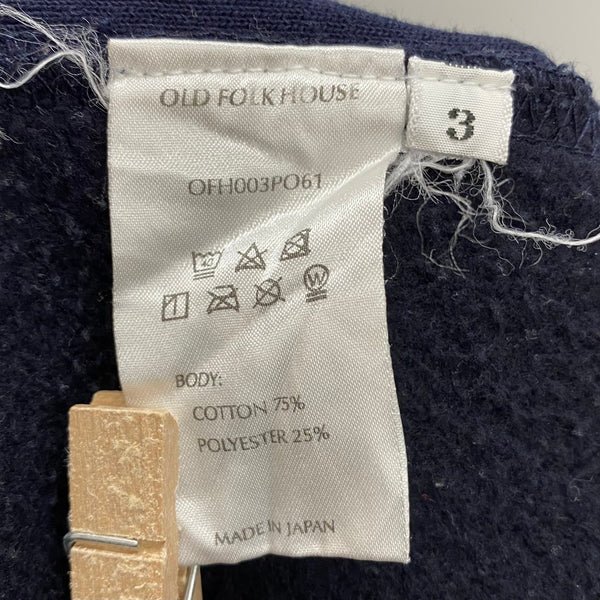 OLD FOLK HOUSE
3
OFH003PO61
W
BODY:
COTTON 75%
POLYESTER 25%
MADE IN JAPAN